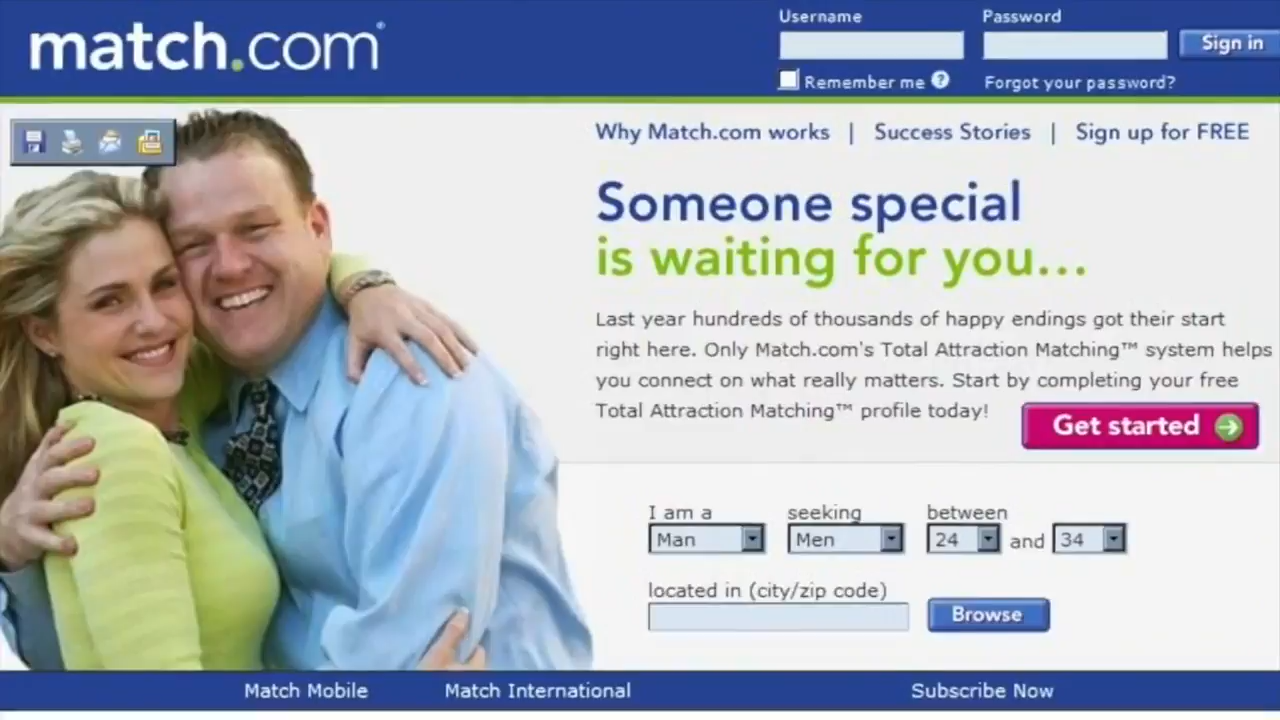 match.com®
Username
Password
Sign in
Remember me ?
Forgot your password?
Why Match.com works | Success Stories | Sign up for FREE
Someone special
is waiting for you...
Last year hundreds of thousands of happy endings got their start
right here. Only Match.com's Total Attraction Matching™ system helps
you connect on what really matters. Start by completing your free
Total Attraction Matching™ profile today!
Get started
I am a
seeking
between
Man
Men
24 and 34
located in (city/zip code)
Browse
Match Mobile
Match International
Subscribe Now